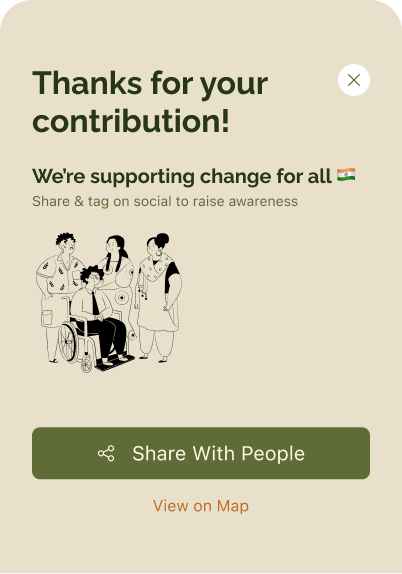 Thanks for your
contribution!
We're supporting change for all 🇮🇳
Share & tag on social to raise awareness
Share With People
View on Map